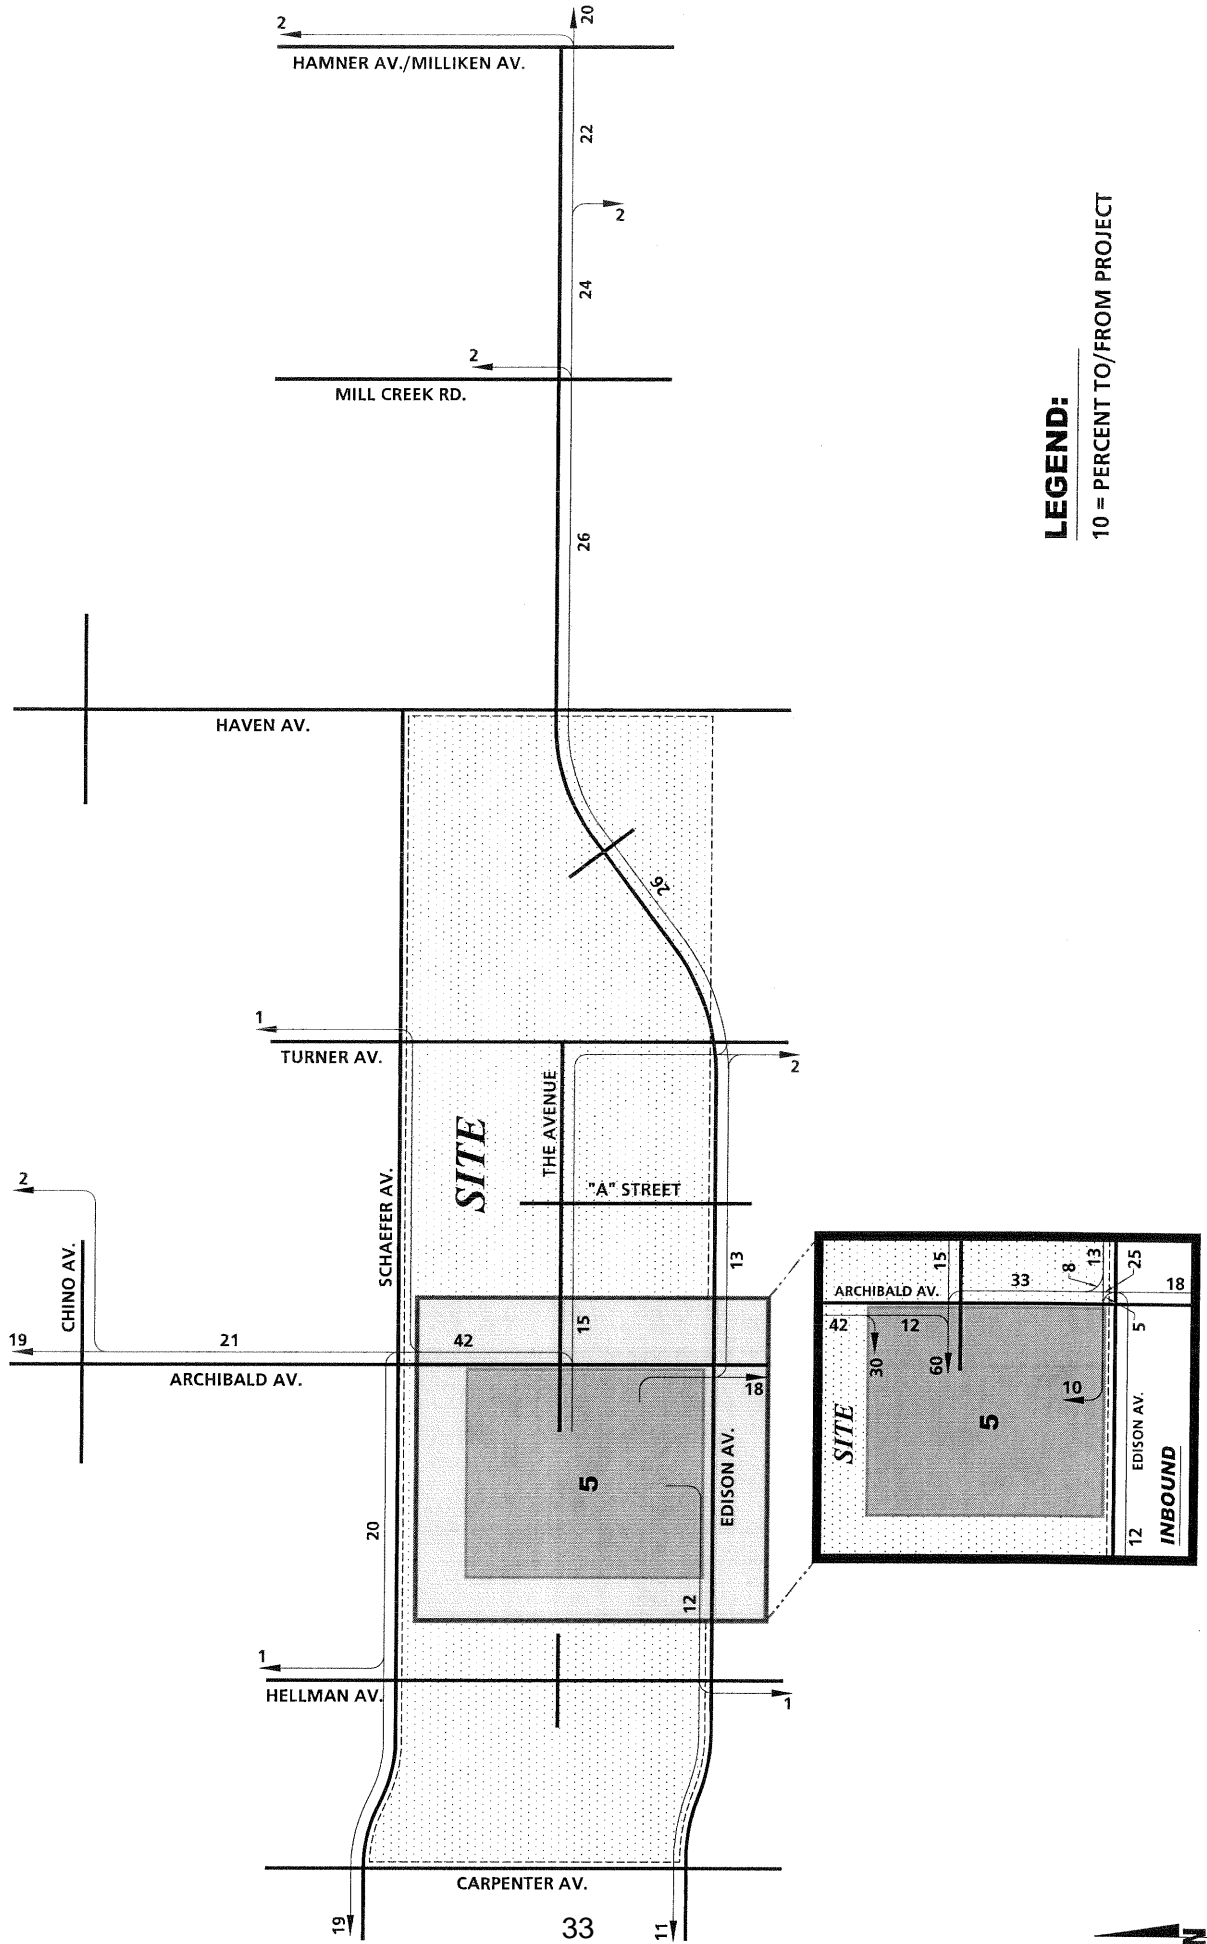 2
20
HAMNER AV./MILLIKEN AV.
22
2
24
2
MILL CREEK RD.
26
HAVEN AV.
26
1
TURNER AV.
2
THE AVENUE
SITE
"A" STREET
SCHAEFER AV.
2
CHINO AV.
19
21
42
15
13
ARCHIBALD AV.
18
5
EDISON AV.
20
12
1
HELLMAN AV.
1
CARPENTER AV.
19
11
33
LEGEND:
10 = PERCENT TO/FROM PROJECT
ARCHIBALD AV.
15
33
8
13
25
18
42
12
30
60
5
10
SITE
5
EDISON AV.
12
INBOUND
N